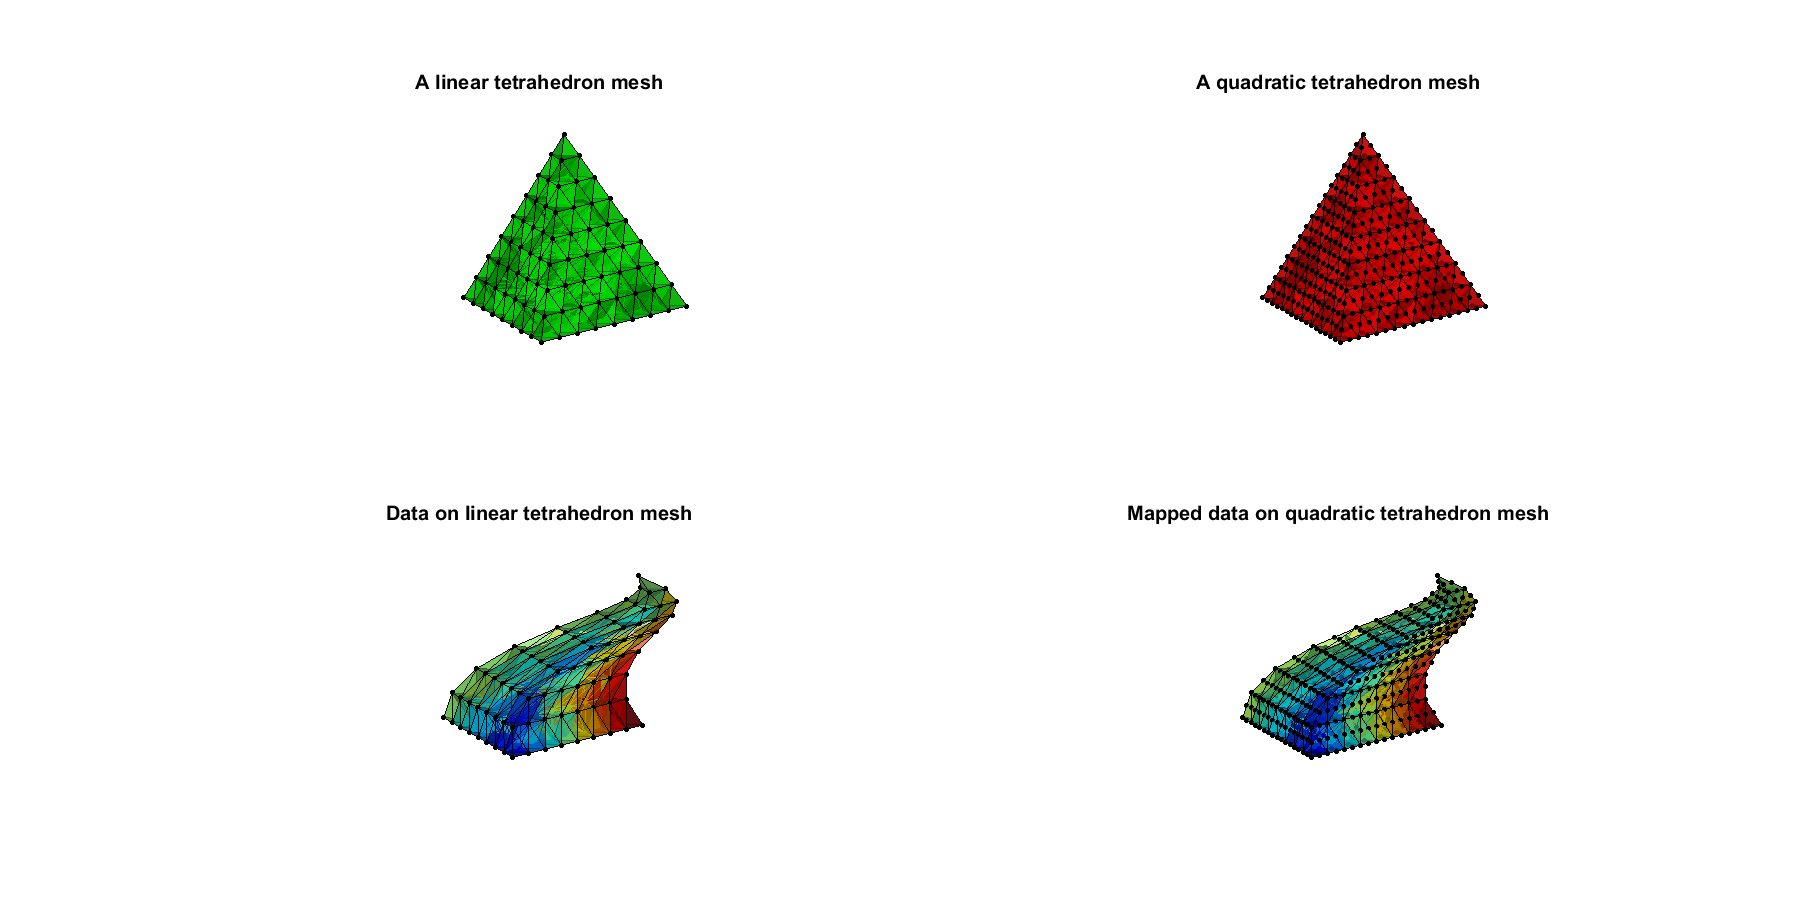 A linear tetrahedron mesh
A quadratic tetrahedron mesh
Data on linear tetrahedron mesh
Mapped data on quadratic tetrahedron mesh